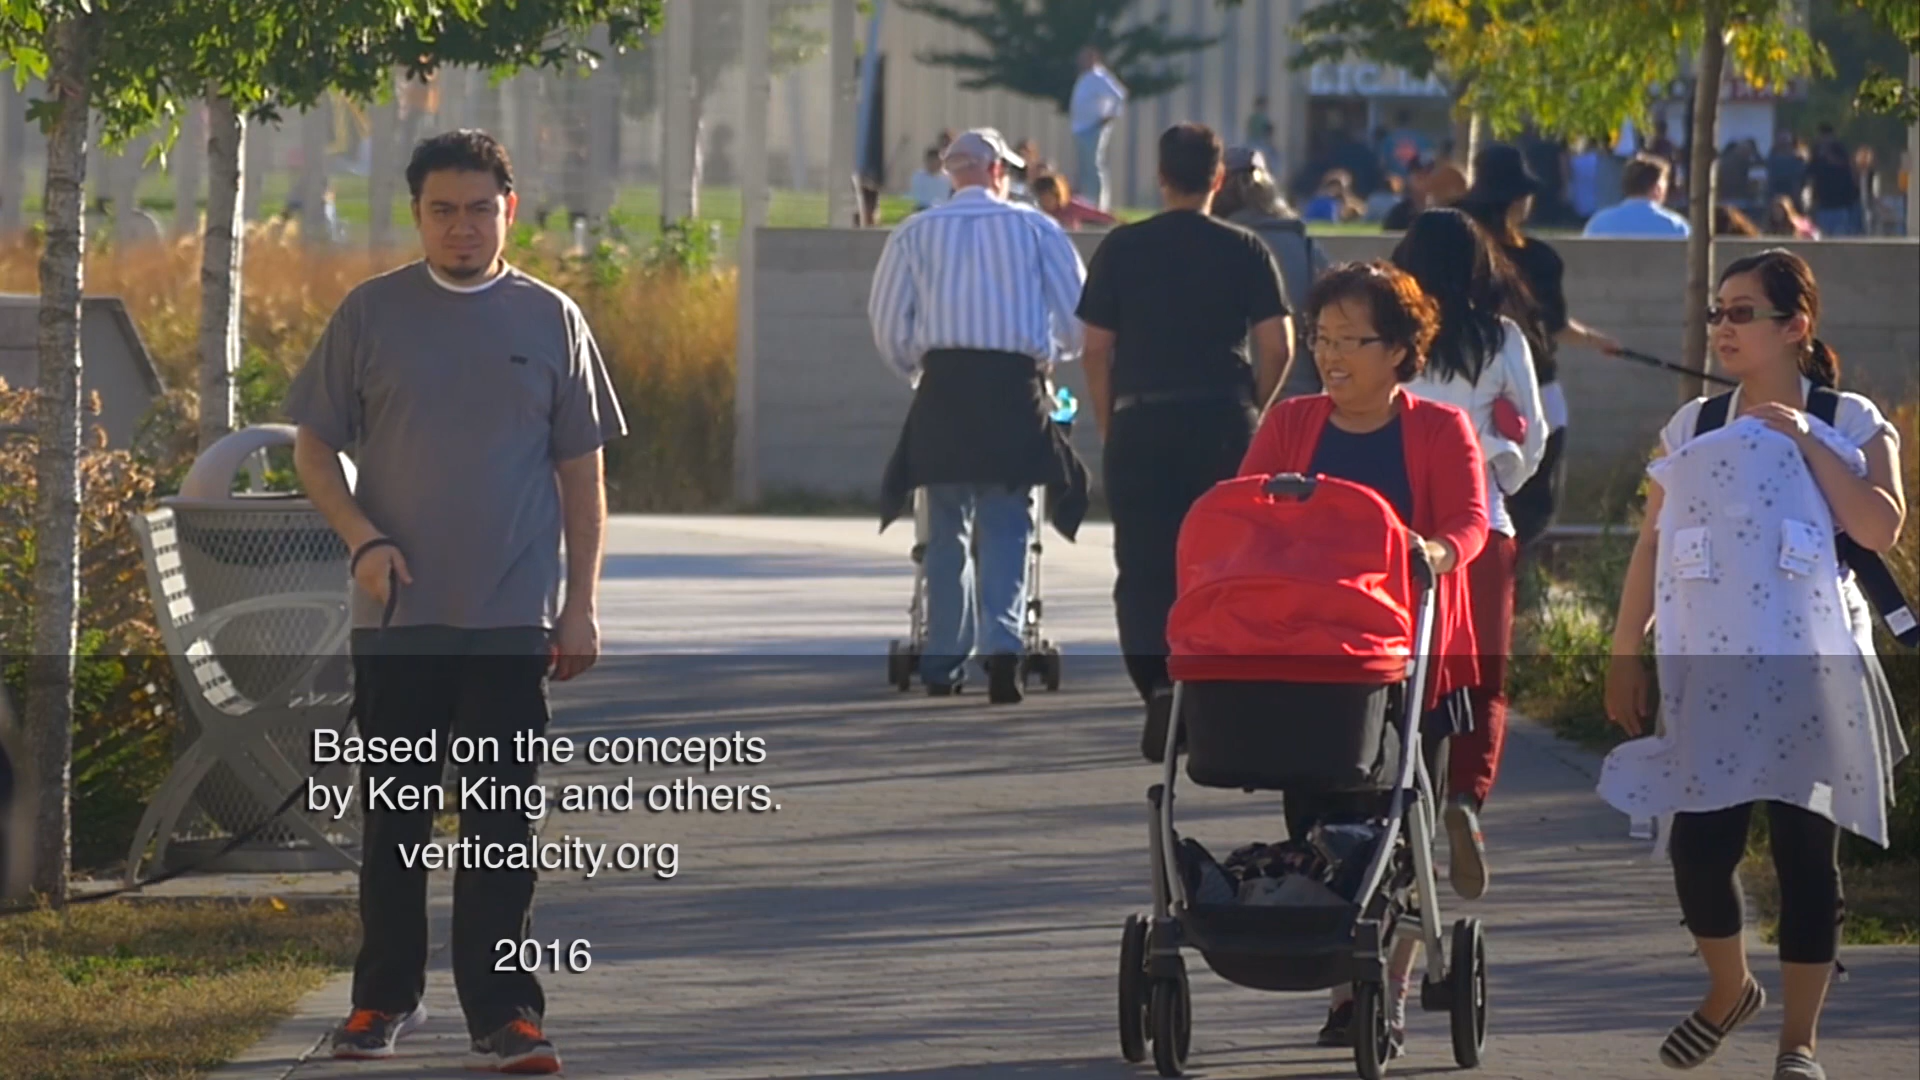 Based on the concepts
by Ken King and others.
verticalcity.org
2016